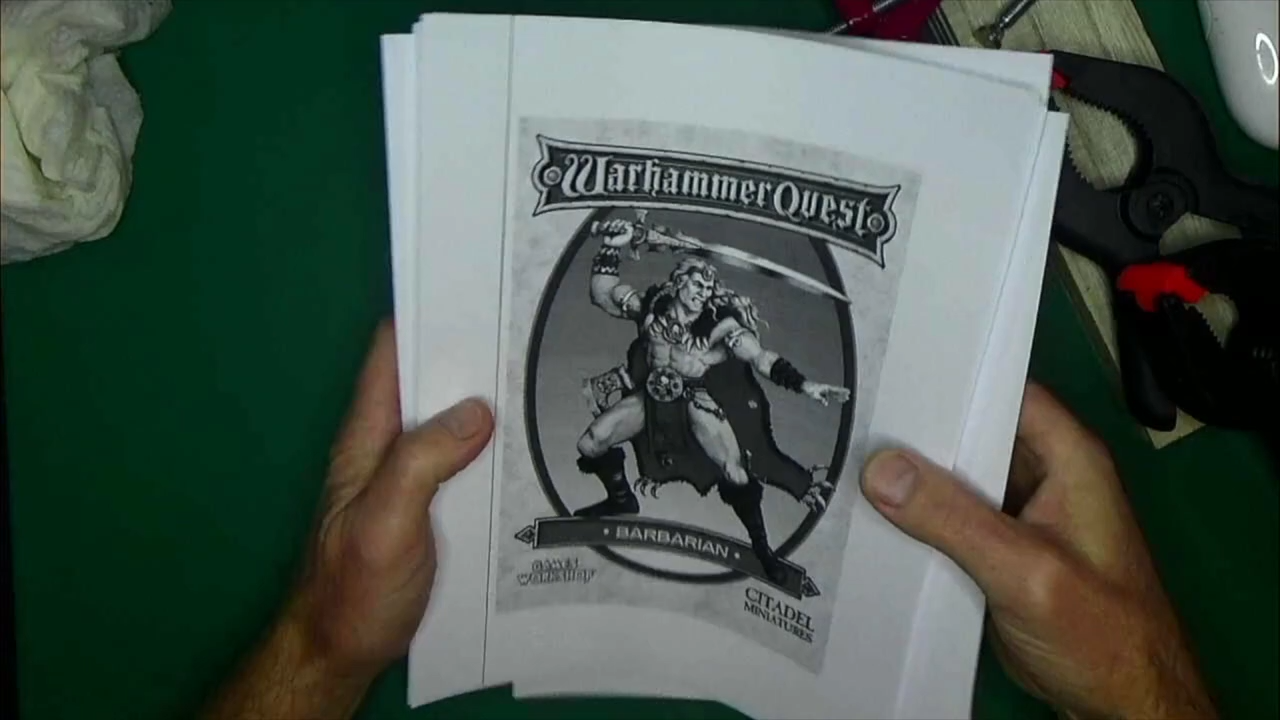 WarhammerQuest
• BARBARIAN •
GAMES
WORKSHOP
CITADEL
MINIATURES